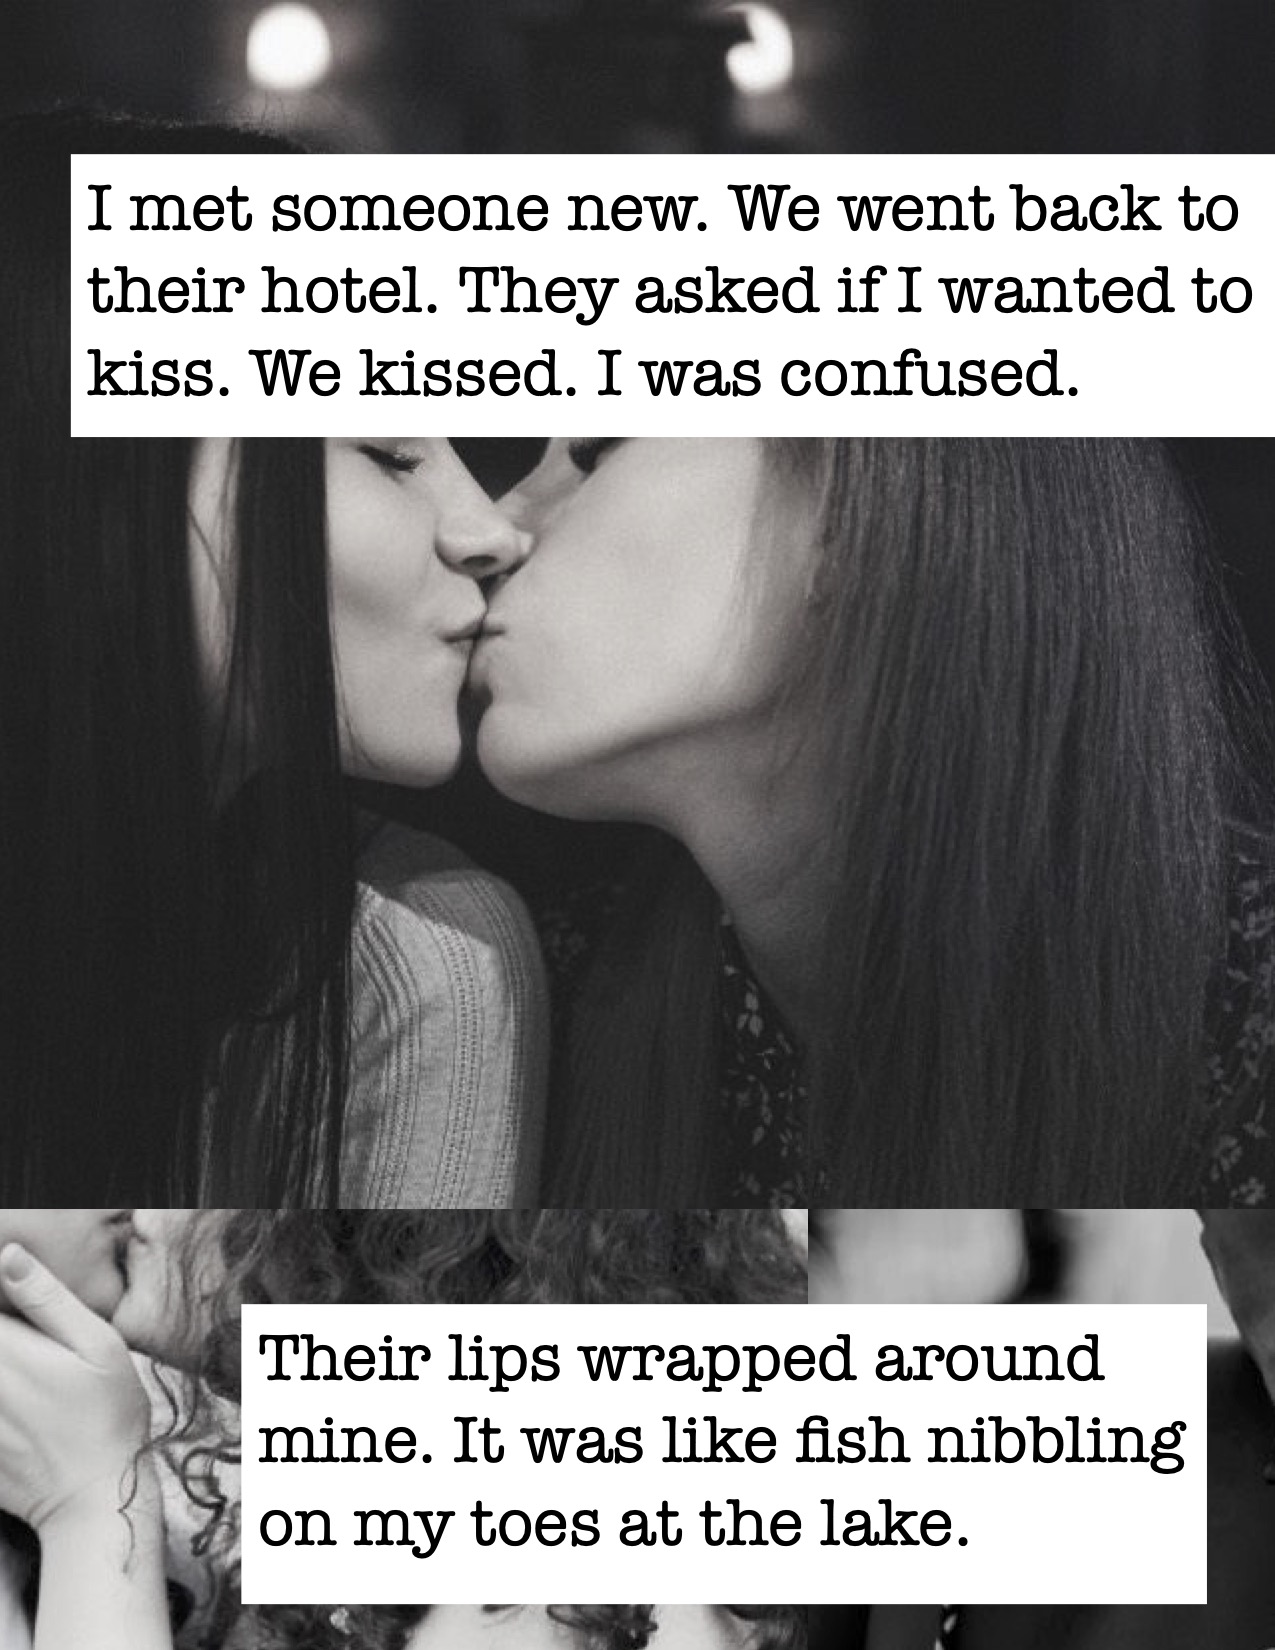 I met someone new. We went back to
their hotel. They asked if I wanted to
kiss. We kissed. I was confused.
Their lips wrapped around
mine. It was like fish nibbling
on my toes at the lake.